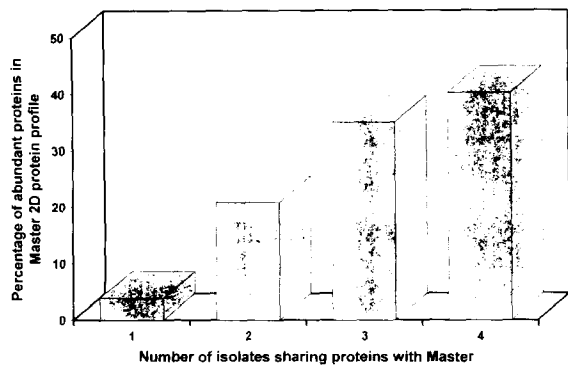 Percentage of abundant proteins in
Master 2D protein profile
50
40
30
20
10
0
1 2 3 4
Number of isolates sharing proteins with Master